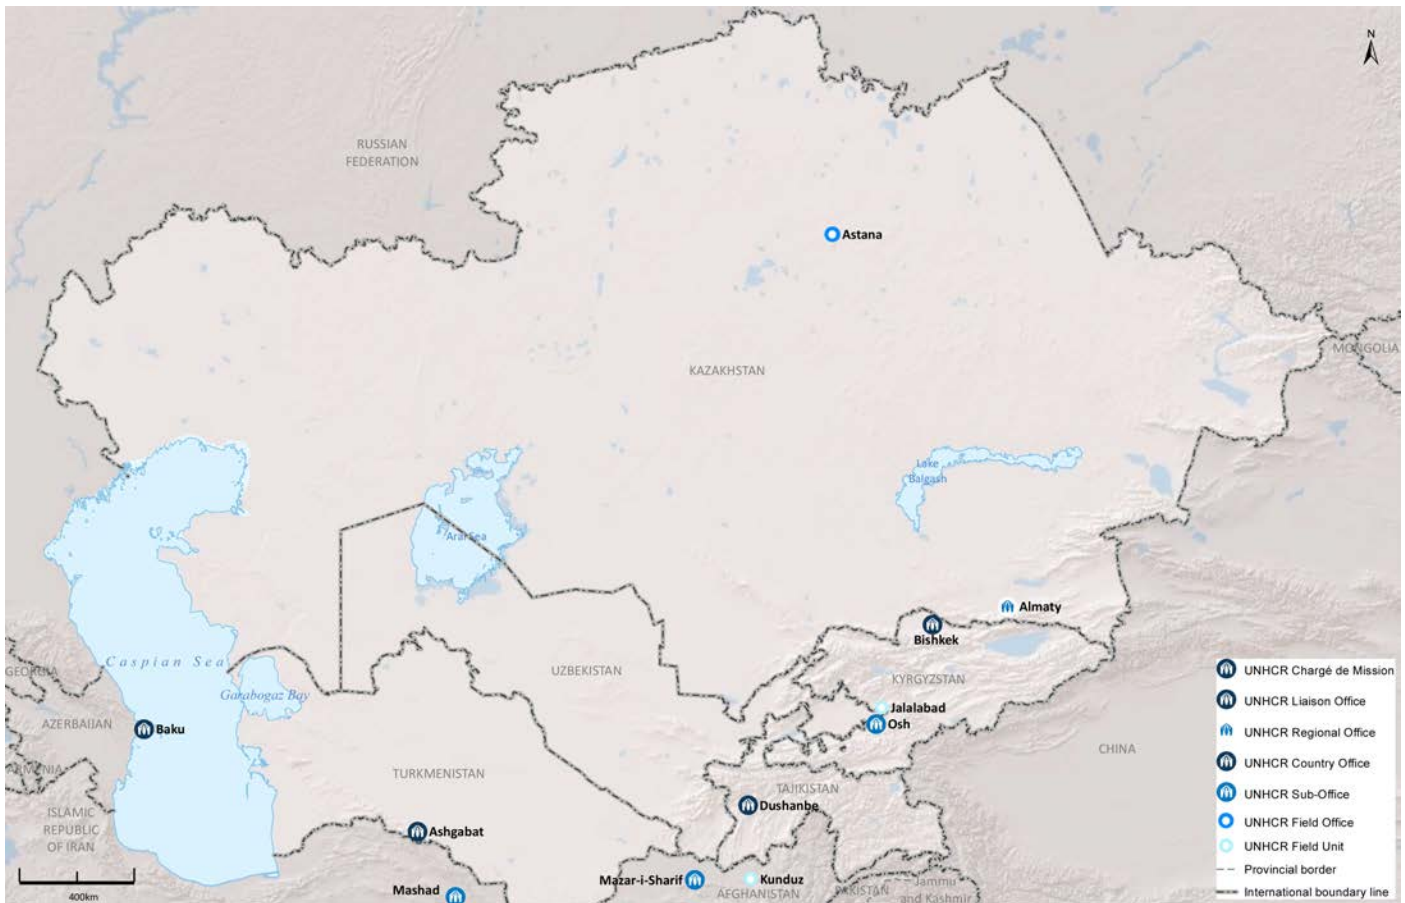 N
RUSSIAN
FEDERATION
Astana
MONGOLIA
KAZAKHSTAN
Lake
Balqash
Aral Sea
Almaty
Bishkek
Caspian Sea
GEORGIA
UZBEKISTAN
KYRGYZSTAN
Garabogaz Bay
Jalalabad
Osh
AZERBAIJAN
Baku
CHINA
ARMENIA
TURKMENISTAN
TAJIKISTAN
Dushanbe
ISLAMIC
REPUBLIC
OF IRAN
Ashgabat
Mashad
Mazar-i-Sharif
Kunduz
AFGHANISTAN
PAKISTAN
Jammu
and Kashmir
400km
UNHCR Chargé de Mission
UNHCR Liaison Office
UNHCR Regional Office
UNHCR Country Office
UNHCR Sub-Office
UNHCR Field Office
UNHCR Field Unit
Provincial border
International boundary line